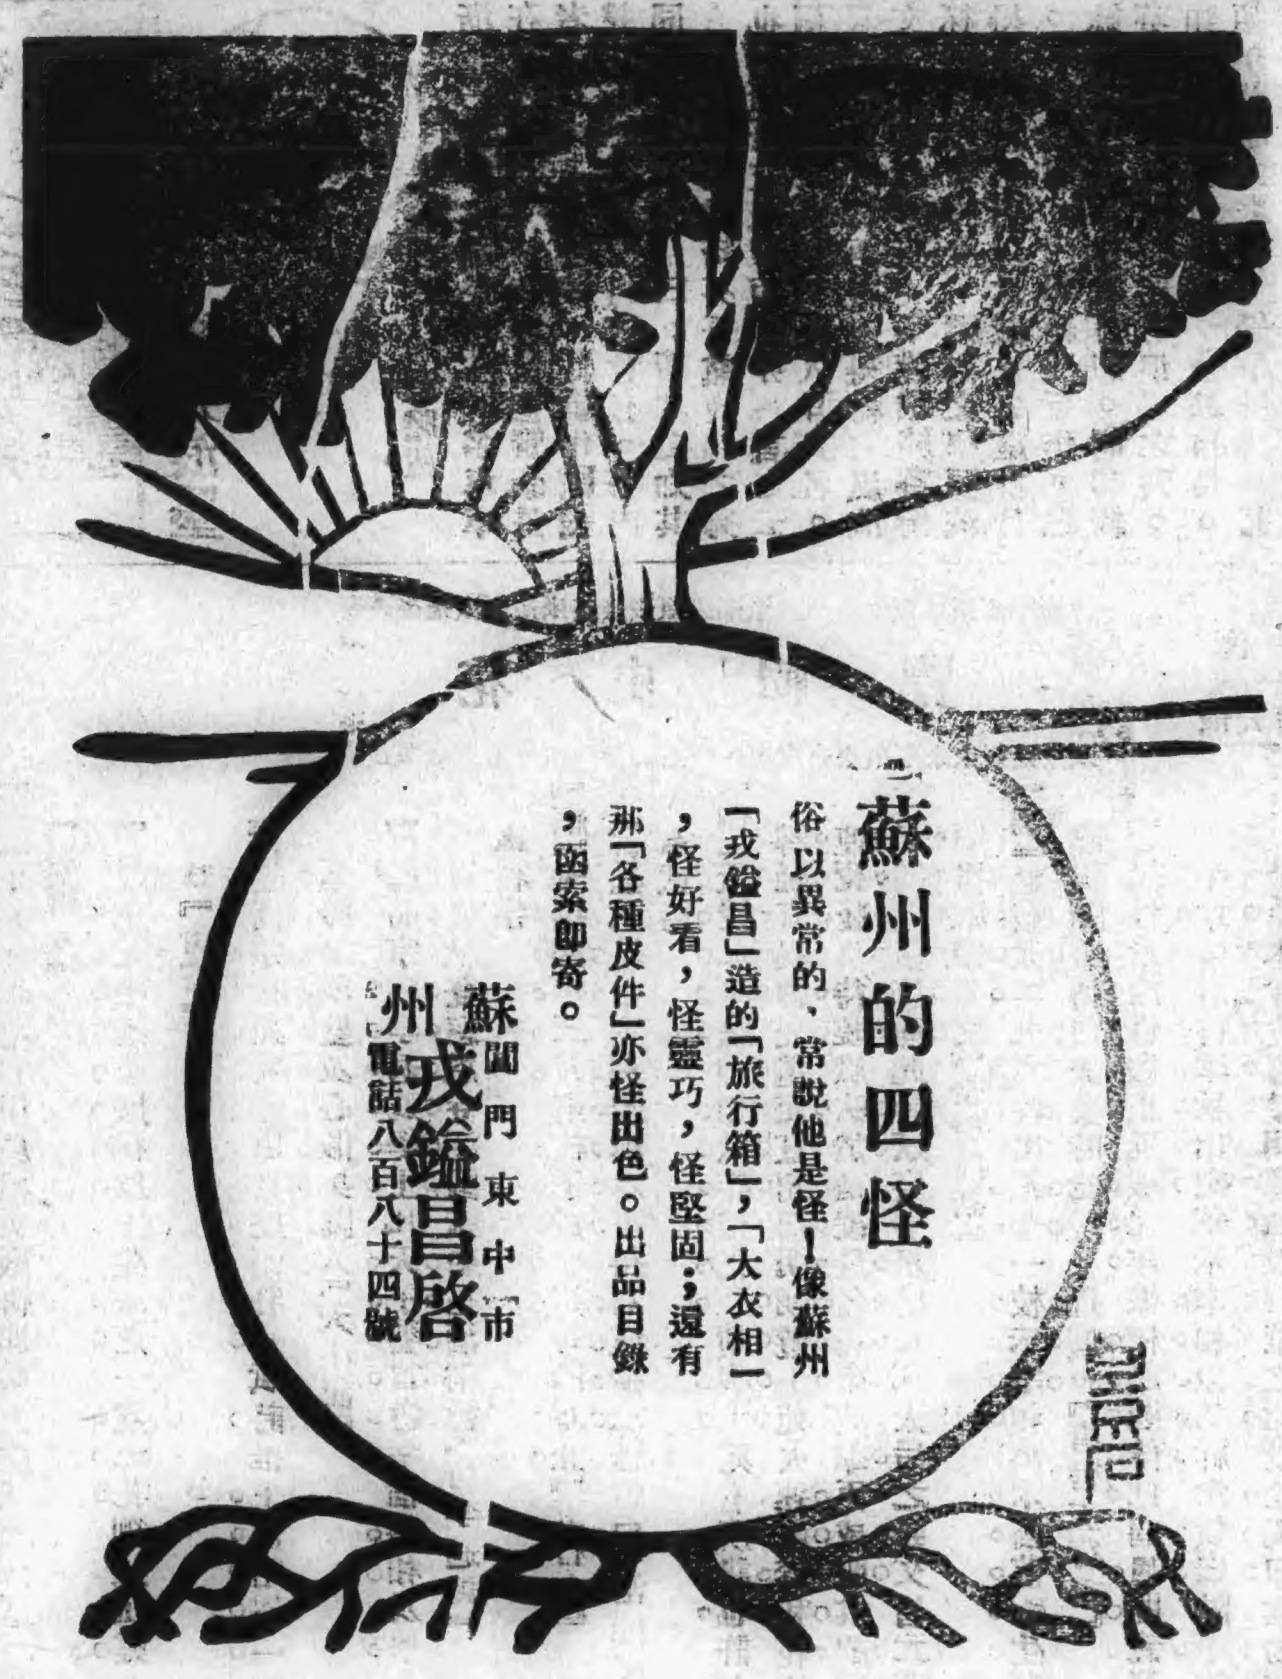 蘇州的四怪
俗以異常的、常說他是怪！像蘇州
「戎鎰昌」造的「旅行箱」，「大衣相」
，怪好看，怪靈巧，怪堅固；還有
那「各種皮件」亦怪出色。出品目錄
，函索即寄。
蘇州
閶門東中市
戎鎰昌啓
電話八百八十四號